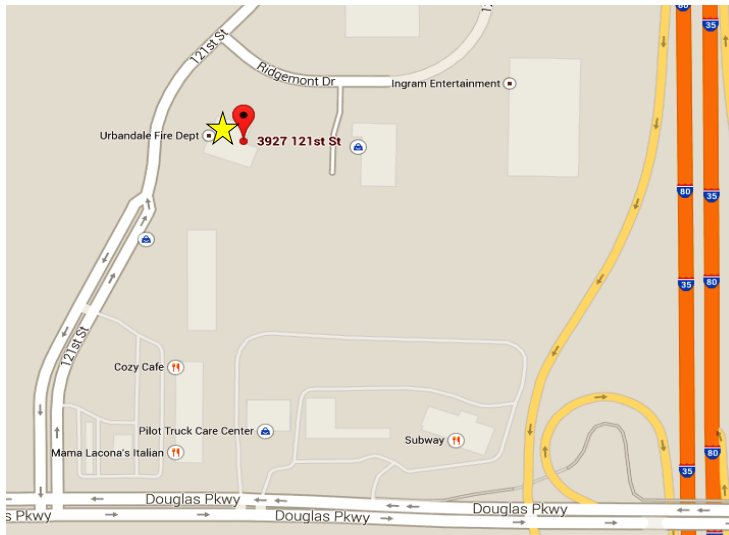 80
35
121st St
Ridgemont Dr
Ingram Entertainment
Urbandale Fire Dept
3927 121st St
80
35
35
80
121st St
Cozy Cafe
Pilot Truck Care Center
Subway
Mama Lacona's Italian
80
35
Douglas Pkwy
Douglas Pkwy
s Pkwy
Douglas Pkwy